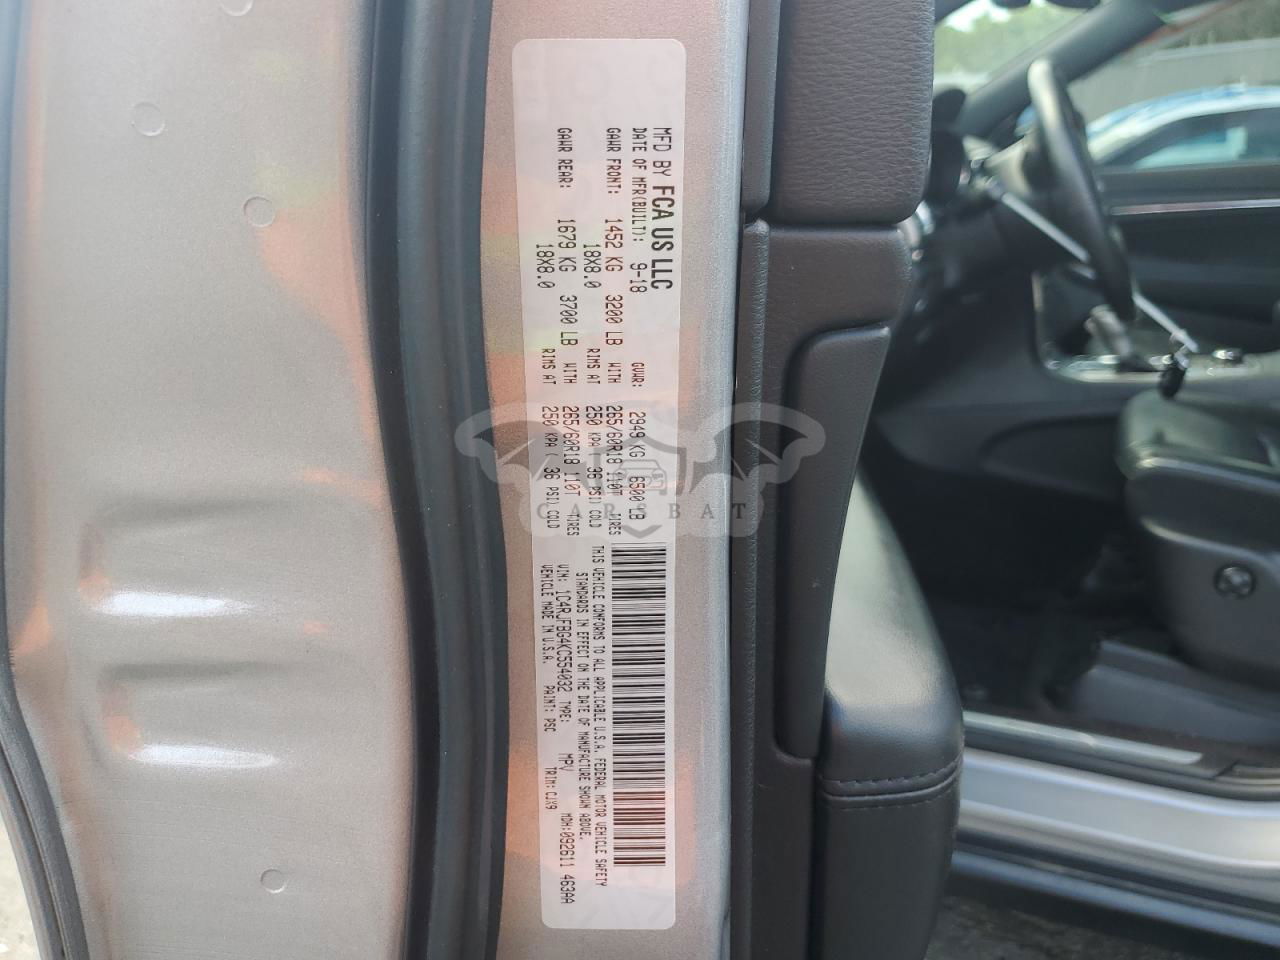 MFD BY FCA US LLC
DATE OF MFR(BUILT): 9-18 GVWR: 2949 KG 6500 LB
GAWR FRONT: 1452 KG 3200 LB WITH 265/60R18 110T TIRES
18X8.0 RIMS AT 250 KPA ( 36 PSI) COLD
GAWR REAR: 1679 KG 3700 LB WITH 265/60R18 110T TIRES
18X8.0 RIMS AT 250 KPA ( 36 PSI) COLD
THIS VEHICLE CONFORMS TO ALL APPLICABLE U.S.A. FEDERAL MOTOR VEHICLE SAFETY
STANDARDS IN EFFECT ON THE DATE OF MANUFACTURE SHOWN ABOVE.
VIN: 1C4RJFBG4KC554032 TYPE: MPV MDH:092611 463AA
VEHICLE MADE IN U.S.A. PAINT: PSC TRIM: CJX9
CARSBAT